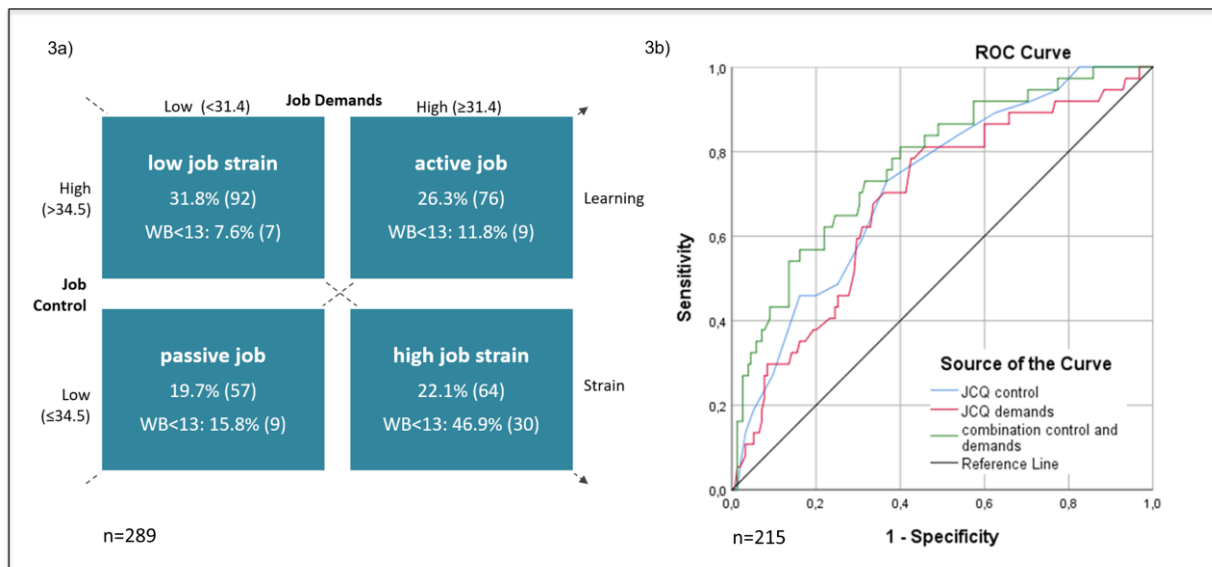 3a)
Low (<31.4) Job Demands High (≥31.4)
High
(>34.5)
low job strain
31.8% (92)
WB<13: 7.6% (7)
active job
26.3% (76)
WB<13: 11.8% (9)
Learning
Job
Control
Low
(≤34.5)
passive job
19.7% (57)
WB<13: 15.8% (9)
high job strain
22.1% (64)
WB<13: 46.9% (30)
Strain
n=289
3b)
ROC Curve
1,0
0,8
0,6
0,4
0,2
0,0
Sensitivity
Source of the Curve
JCQ control
JCQ demands
combination control and
demands
Reference Line
0,0 0,2 0,4 0,6 0,8 1,0
n=215
1 - Specificity